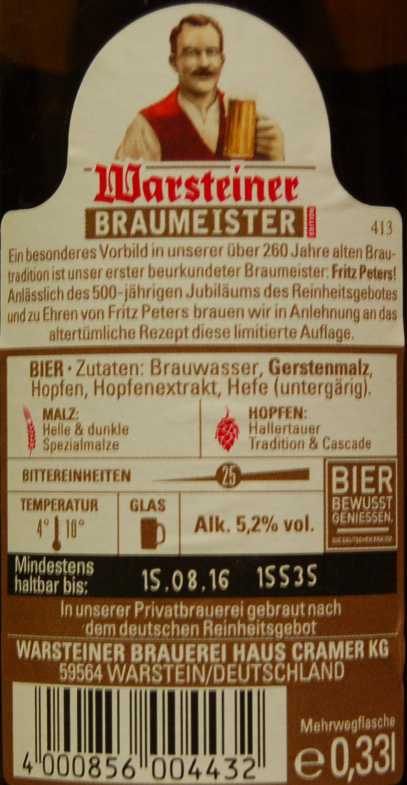 Warsteiner
BRAUMEISTER EDITION
413
Ein besonderes Vorbild in unserer über 260 Jahre alten Brau-
tradition ist unser erster beurkundeter Braumeister: Fritz Peters!
Anlässlich des 500-jährigen Jubiläums des Reinheitsgebotes
und zu Ehren von Fritz Peters brauen wir in Anlehnung an das
altertümliche Rezept diese limitierte Auflage.
BIER · Zutaten: Brauwasser, Gerstenmalz,
Hopfen, Hopfenextrakt, Hefe (untergärig).
MALZ:
Helle & dunkle
Spezialmalze
HOPFEN:
Hallertauer
Tradition & Cascade
BITTEREINHEITEN 25
TEMPERATUR
4° 10°
GLAS
Alk. 5,2% vol.
BIER
BEWUSST
GENIESSEN.
DIE DEUTSCHEN BRAUER
Mindestens
haltbar bis:
15.08.16 15535
In unserer Privatbrauerei gebraut nach
dem deutschen Reinheitsgebot
WARSTEINER BRAUEREI HAUS CRAMER KG
59564 WARSTEIN/DEUTSCHLAND
4 000856 004432
Mehrwegflasche
e 0,33l